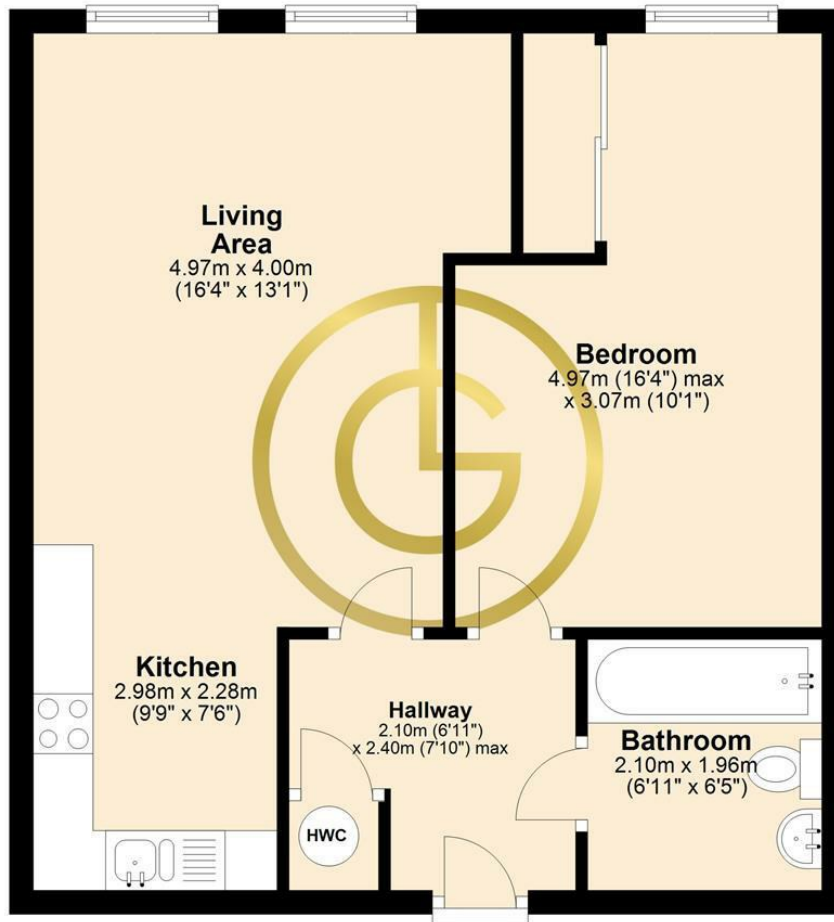 Living
Area
4.97m x 4.00m
(16'4" x 13'1")
Bedroom
4.97m (16'4") max
x 3.07m (10'1")
Kitchen
2.98m x 2.28m
(9'9" x 7'6")
Hallway
2.10m (6'11")
x 2.40m (7'10") max
Bathroom
2.10m x 1.96m
(6'11" x 6'5")
HWC